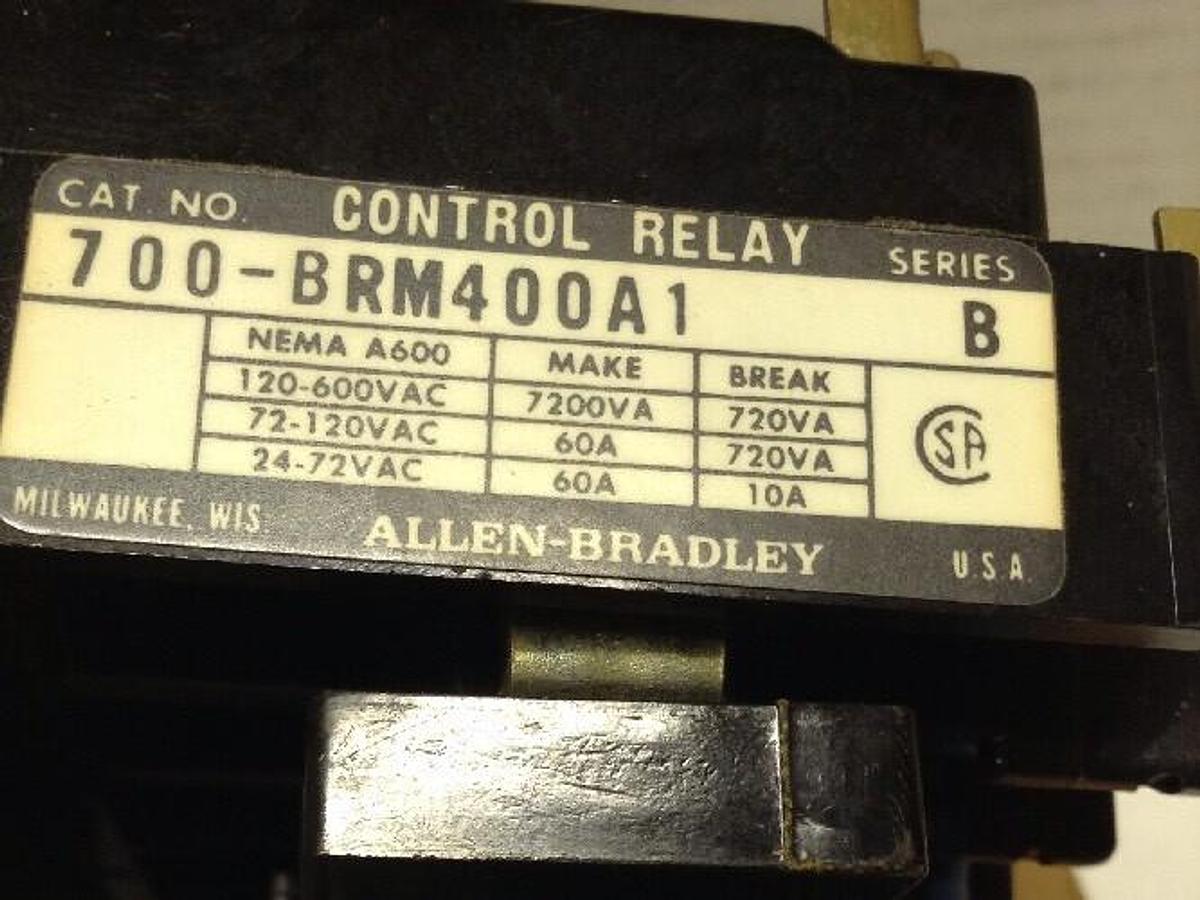 CAT. NO. CONTROL RELAY SERIES
700-BRM400A1 B
NEMA A600 MAKE BREAK
120-600VAC 7200VA 720VA
72-120VAC 60A 720VA
24-72VAC 60A 10A
CSA
MILWAUKEE, WIS. ALLEN-BRADLEY U.S.A.